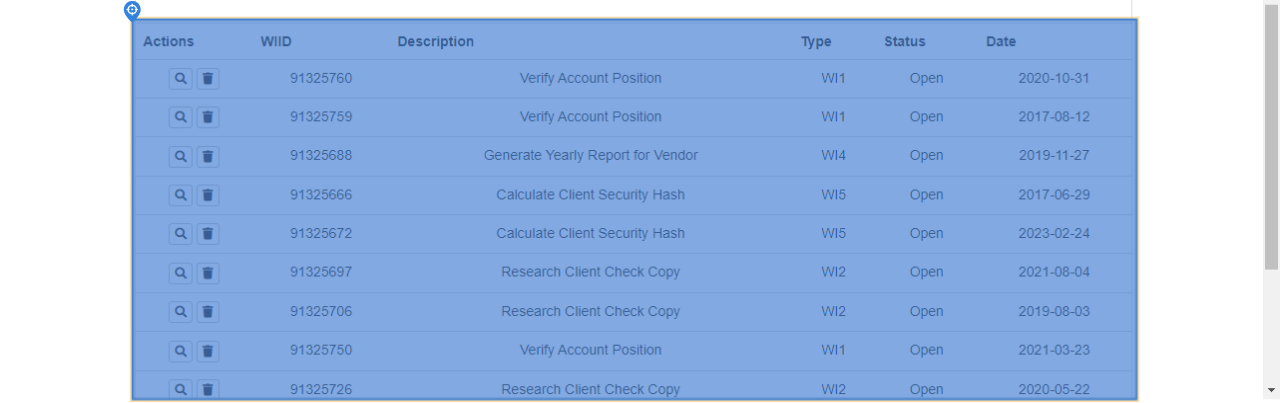 Actions WIID Description Type Status Date
91325760 Verify Account Position WI1 Open 2020-10-31
91325759 Verify Account Position WI1 Open 2017-08-12
91325688 Generate Yearly Report for Vendor WI4 Open 2019-11-27
91325666 Calculate Client Security Hash WI5 Open 2017-06-29
91325672 Calculate Client Security Hash WI5 Open 2023-02-24
91325697 Research Client Check Copy WI2 Open 2021-08-04
91325706 Research Client Check Copy WI2 Open 2019-08-03
91325750 Verify Account Position WI1 Open 2021-03-23
91325726 Research Client Check Copy WI2 Open 2020-05-22